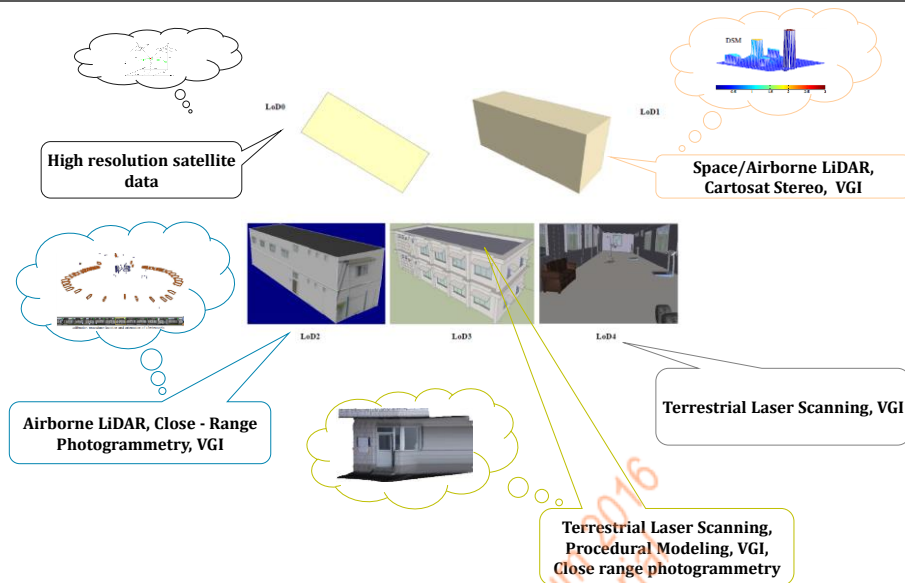 DSM
LoD0
LoD1
High resolution satellite
data
Space/Airborne LiDAR,
Cartosat Stereo, VGI
LoD2
LoD3
LoD4
Airborne LiDAR, Close - Range
Photogrammetry, VGI
Terrestrial Laser Scanning, VGI
Terrestrial Laser Scanning,
Procedural Modeling, VGI,
Close range photogrammetry
2016